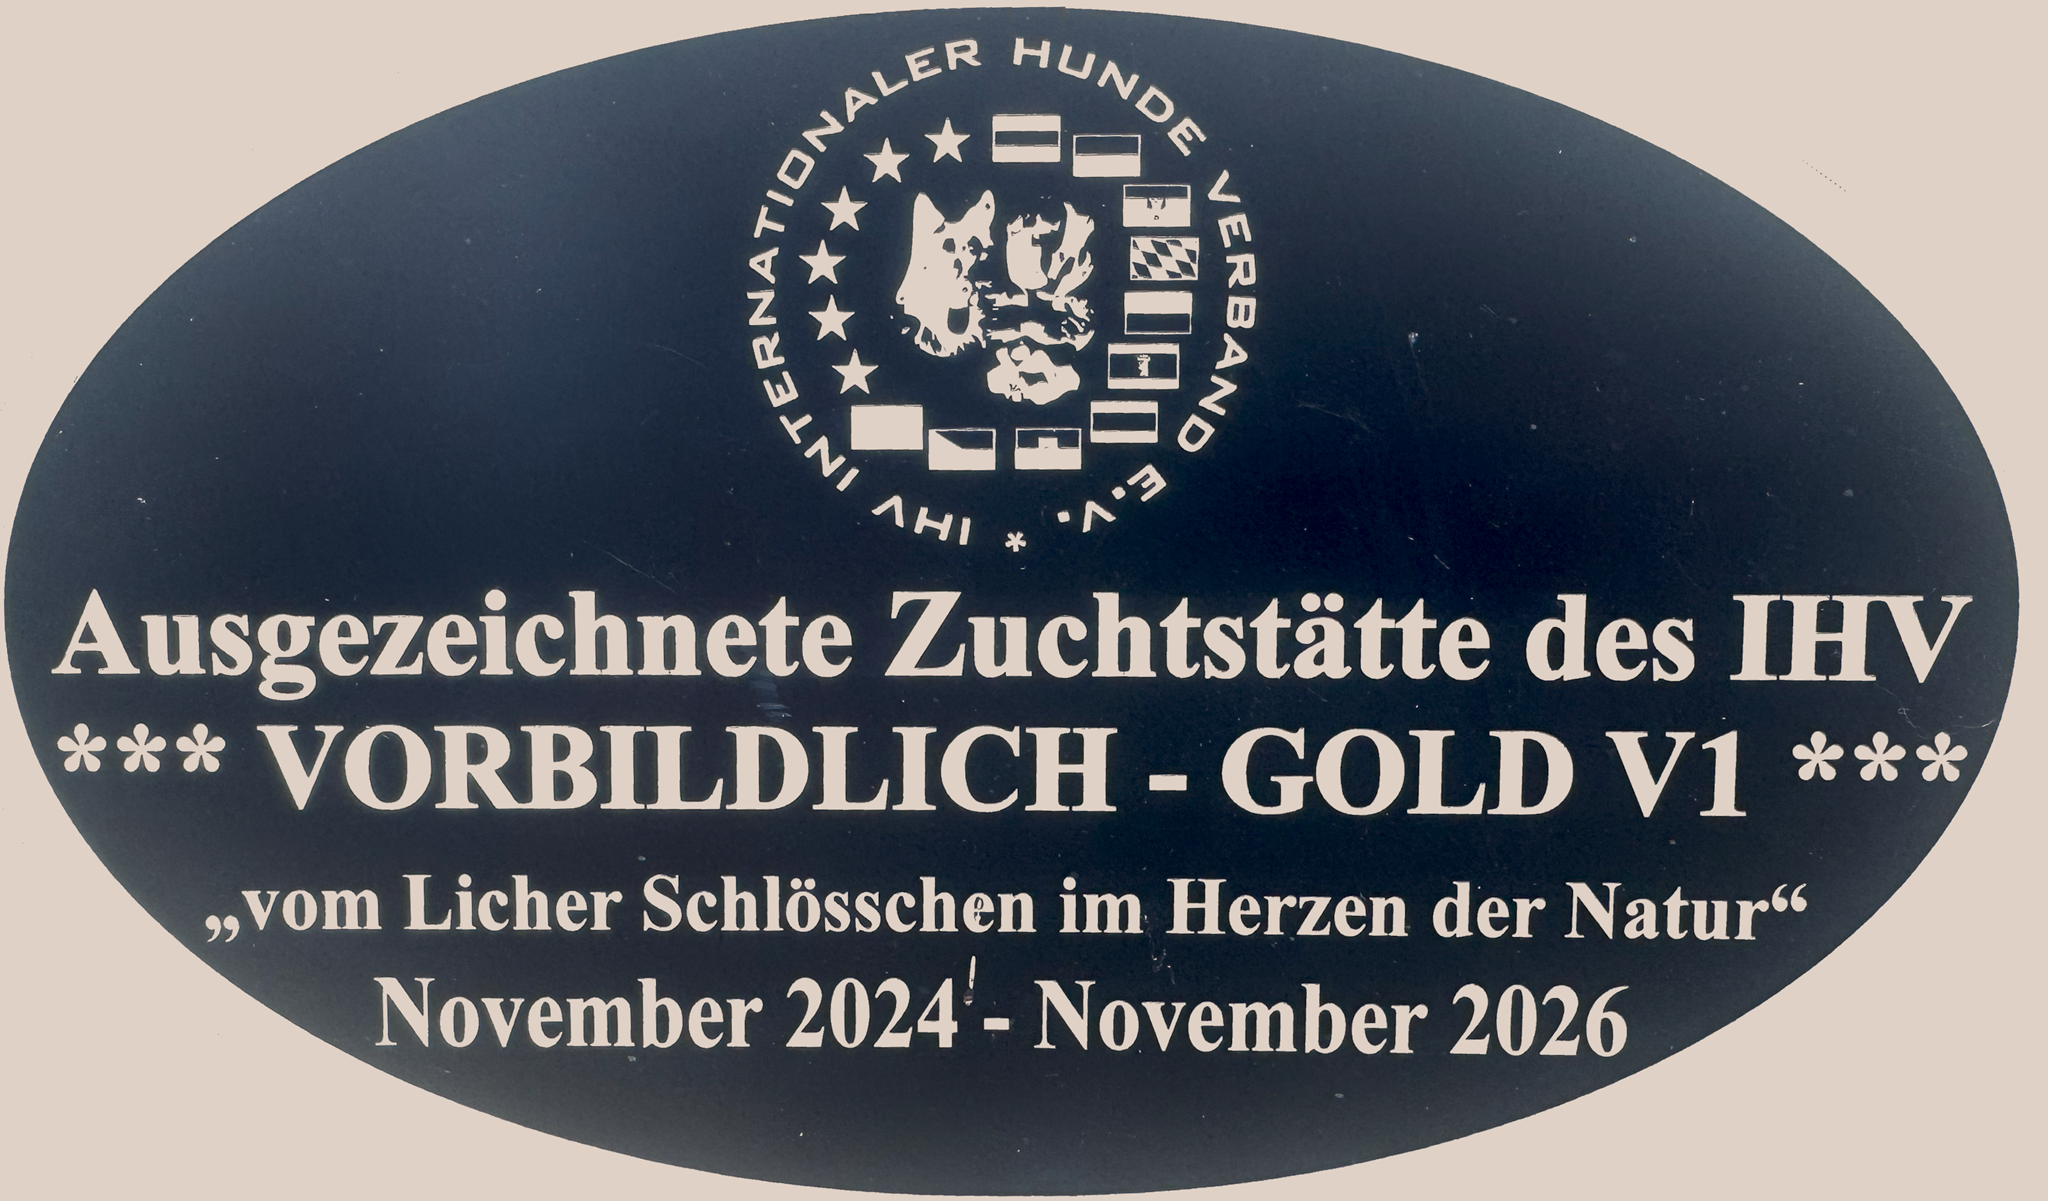 IHV INTERNATIONALER HUNDE VERBAND E.V. *
Ausgezeichnete Zuchtstätte des IHV
*** VORBILDLICH - GOLD V1 ***
„vom Licher Schlösschen im Herzen der Natur“
November 2024 - November 2026